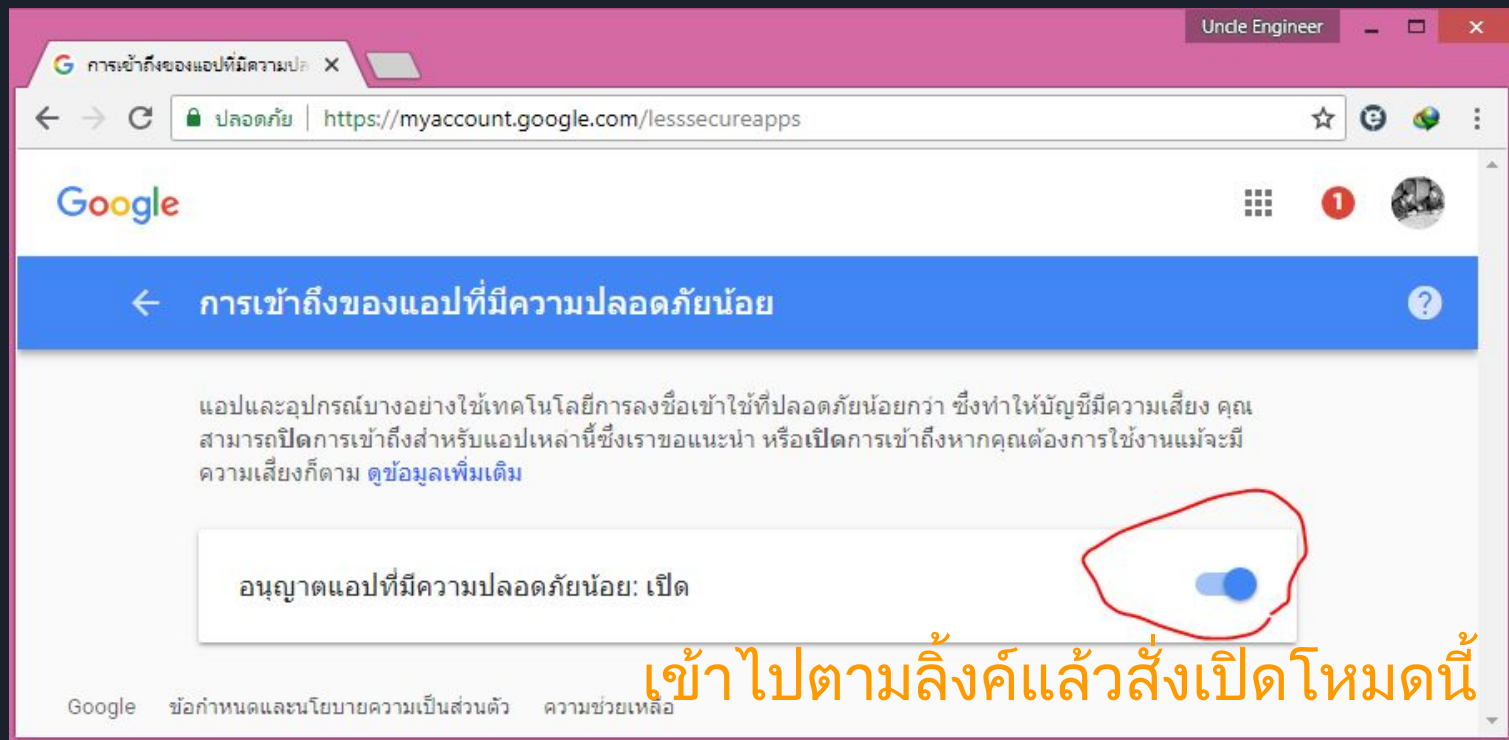 Uncle Engineer
การเข้าถึงของแอปที่มีความปล
ปลอดภัย | https://myaccount.google.com/lesssecureapps
Google
1
การเข้าถึงของแอปที่มีความปลอดภัยน้อย
?
แอปและอุปกรณ์บางอย่างใช้เทคโนโลยีการลงชื่อเข้าใช้ที่ปลอดภัยน้อยกว่า ซึ่งทำให้บัญชีมีความเสี่ยง คุณ
สามารถปิดการเข้าถึงสำหรับแอปเหล่านี้ซึ่งเราขอแนะนำ หรือเปิดการเข้าถึงหากคุณต้องการใช้งานแม้จะมี
ความเสี่ยงก็ตาม ดูข้อมูลเพิ่มเติม
อนุญาตแอปที่มีความปลอดภัยน้อย: เปิด
เข้าไปตามลิ้งค์แล้วสั่งเปิดโหมดนี้
Google ข้อกำหนดและนโยบายความเป็นส่วนตัว ความช่วยเหลือ